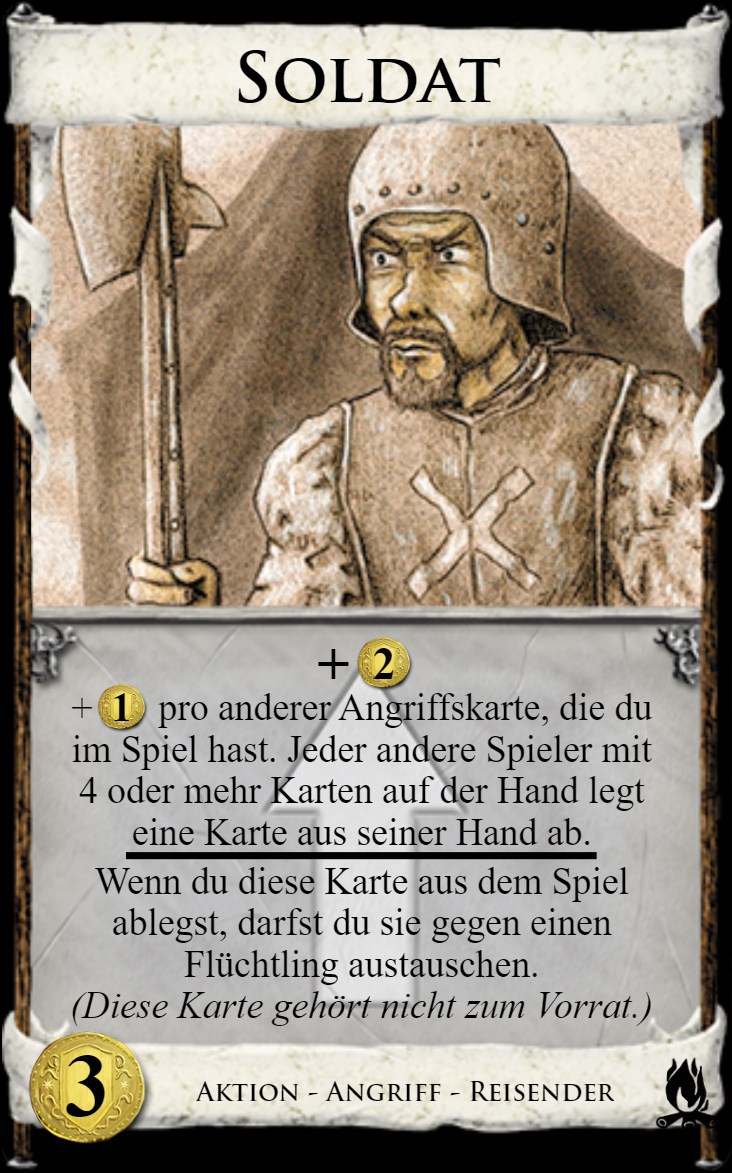 Soldat
+2
+1 pro anderer Angriffskarte, die du
im Spiel hast. Jeder andere Spieler mit
4 oder mehr Karten auf der Hand legt
eine Karte aus seiner Hand ab.
Wenn du diese Karte aus dem Spiel
ablegst, darfst du sie gegen einen
Flüchtling austauschen.
(Diese Karte gehört nicht zum Vorrat.)
3
Aktion - Angriff - Reisender